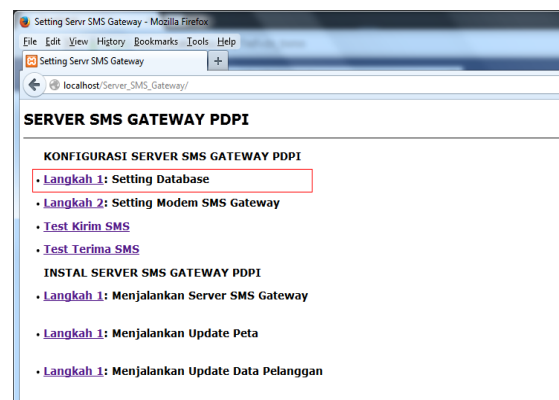 Setting Servr SMS Gateway - Mozilla Firefox
File Edit View History Bookmarks Tools Help
Setting Servr SMS Gateway +
localhost/Server_SMS_Gateway/
SERVER SMS GATEWAY PDPI
KONFIGURASI SERVER SMS GATEWAY PDPI
• Langkah 1: Setting Database
• Langkah 2: Setting Modem SMS Gateway
• Test Kirim SMS
• Test Terima SMS
INSTAL SERVER SMS GATEWAY PDPI
• Langkah 1: Menjalankan Server SMS Gateway
• Langkah 1: Menjalankan Update Peta
• Langkah 1: Menjalankan Update Data Pelanggan